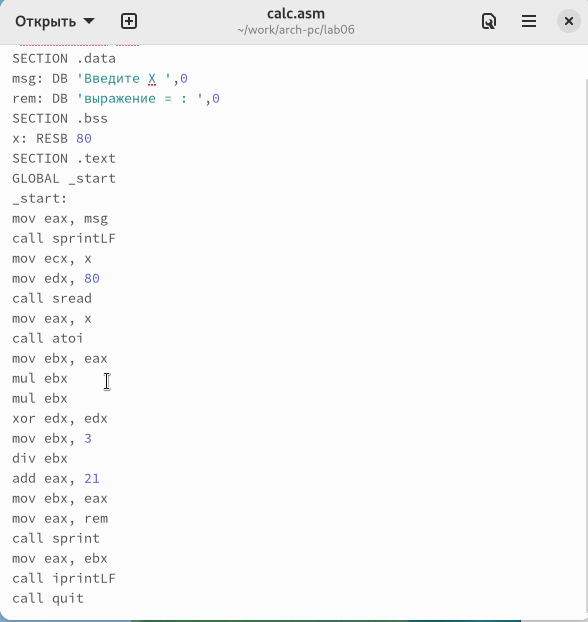 Открыть
calc.asm
~/work/arch-pc/lab06
SECTION .data
msg: DB 'Введите X ',0
rem: DB 'выражение = : ',0
SECTION .bss
x: RESB 80
SECTION .text
GLOBAL _start
_start:
mov eax, msg
call sprintLF
mov ecx, x
mov edx, 80
call sread
mov eax, x
call atoi
mov ebx, eax
mul ebx
mul ebx
xor edx, edx
mov ebx, 3
div ebx
add eax, 21
mov ebx, eax
mov eax, rem
call sprint
mov eax, ebx
call iprintLF
call quit